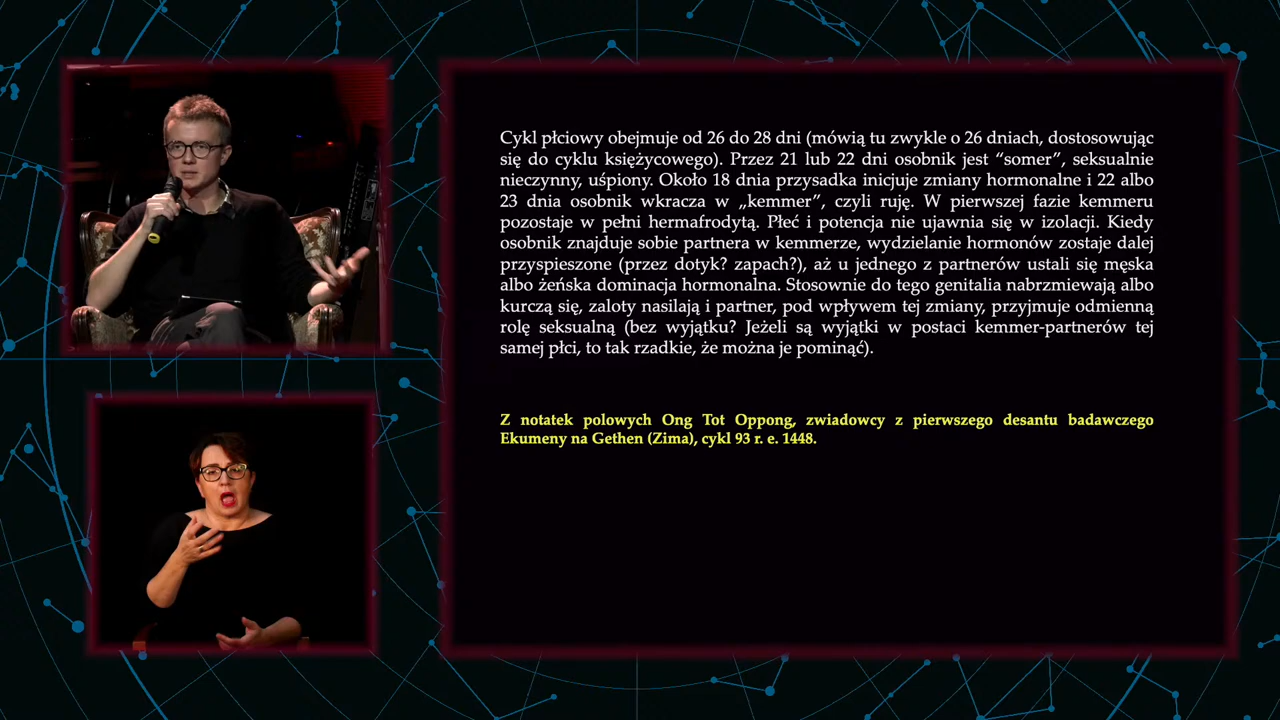 Cykl płciowy obejmuje od 26 do 28 dni (mówią tu zwykle o 26 dniach, dostosowując
się do cyklu księżycowego). Przez 21 lub 22 dni osobnik jest “somer”, seksualnie
nieczynny, uśpiony. Około 18 dnia przysadka inicjuje zmiany hormonalne i 22 albo
23 dnia osobnik wkracza w „kemmer”, czyli ruję. W pierwszej fazie kemmeru
pozostaje w pełni hermafrodytą. Płeć i potencja nie ujawnia się w izolacji. Kiedy
osobnik znajduje sobie partnera w kemmerze, wydzielanie hormonów zostaje dalej
przyspieszone (przez dotyk? zapach?), aż u jednego z partnerów ustali się męska
albo żeńska dominacja hormonalna. Stosownie do tego genitalia nabrzmiewają albo
kurczą się, zaloty nasilają i partner, pod wpływem tej zmiany, przyjmuje odmienną
rolę seksualną (bez wyjątku? Jeżeli są wyjątki w postaci kemmer-partnerów tej
samej płci, to tak rzadkie, że można je pominąć).
Z notatek polowych Ong Tot Oppong, zwiadowcy z pierwszego desantu badawczego
Ekumeny na Gethen (Zima), cykl 93 r. e. 1448.